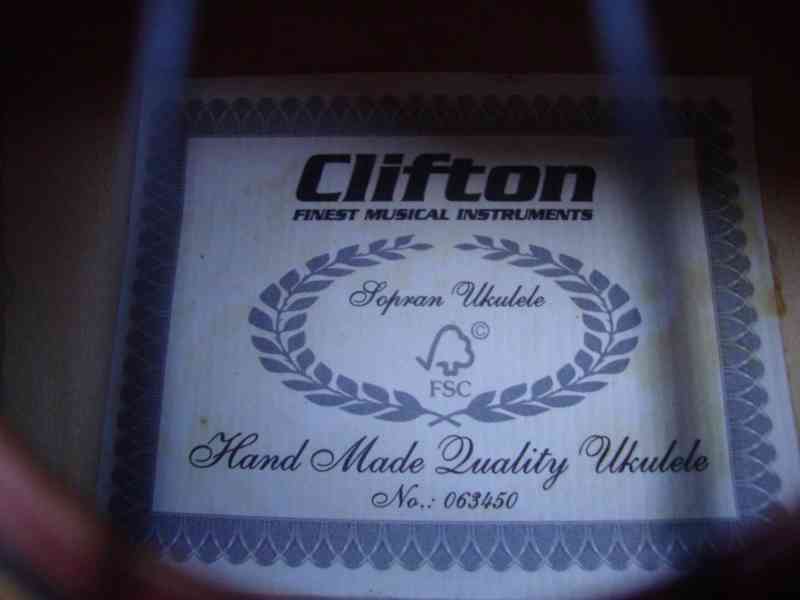 Clifton
FINEST MUSICAL INSTRUMENTS
Sopran Ukulele
©
FSC
Hand Made Quality Ukulele
No.: 063450